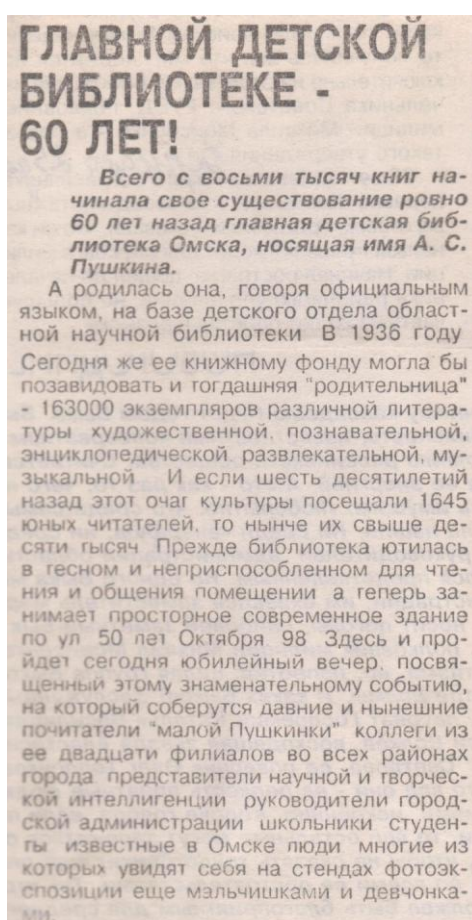 ГЛАВНОЙ ДЕТСКОЙ
БИБЛИОТЕКЕ -
60 ЛЕТ!
Всего с восьми тысяч книг на-
чинала свое существование ровно
60 лет назад главная детская биб-
лиотека Омска, носящая имя А. С.
Пушкина.
А родилась она, говоря официальным
языком, на базе детского отдела област-
ной научной библиотеки В 1936 году
Сегодня же ее книжному фонду могла бы
позавидовать и тогдашняя "родительница"
- 163000 экземпляров различной литера-
туры художественной, познавательной,
энциклопедической развлекательной, му-
зыкальной И если шесть десятилетий
назад этот очаг культуры посещали 1645
юных читателей, то нынче их свыше де-
сяти тысяч Прежде библиотека ютилась
в тесном и неприспособленном для чте-
ния и общения помещении а теперь за-
нимает просторное современное здание
по ул 50 лет Октября 98 Здесь и про-
йдет сегодня юбилейный вечер, посвя-
щенный этому знаменательному событию,
на который соберутся давние и нынешние
почитатели "малой Пушкинки" коллеги из
ее двадцати филиалов во всех районах
города представители научной и творчес-
кой интеллигенции руководители город-
ской администрации школьники студен-
ты известные в Омске люди многие из
которых увидят себя на стендах фотоэк-
спозиции еще мальчишками и девчонка-
ми.